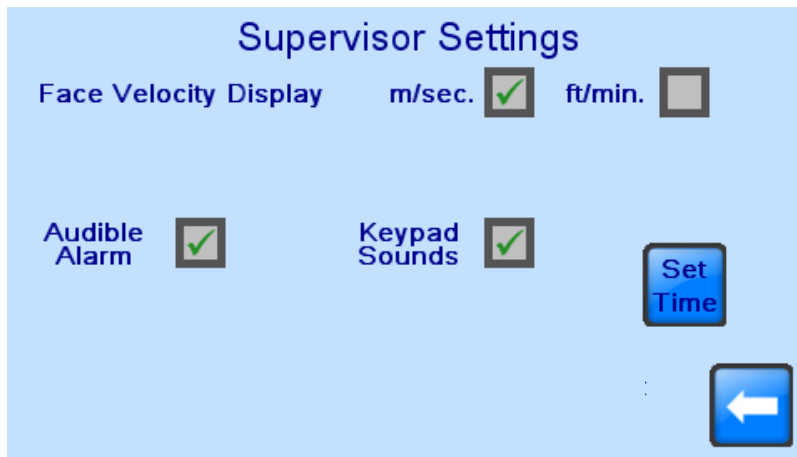 Supervisor Settings
Face Velocity Display m/sec. ft/min.
Audible
Alarm
Keypad
Sounds
Set
Time
: